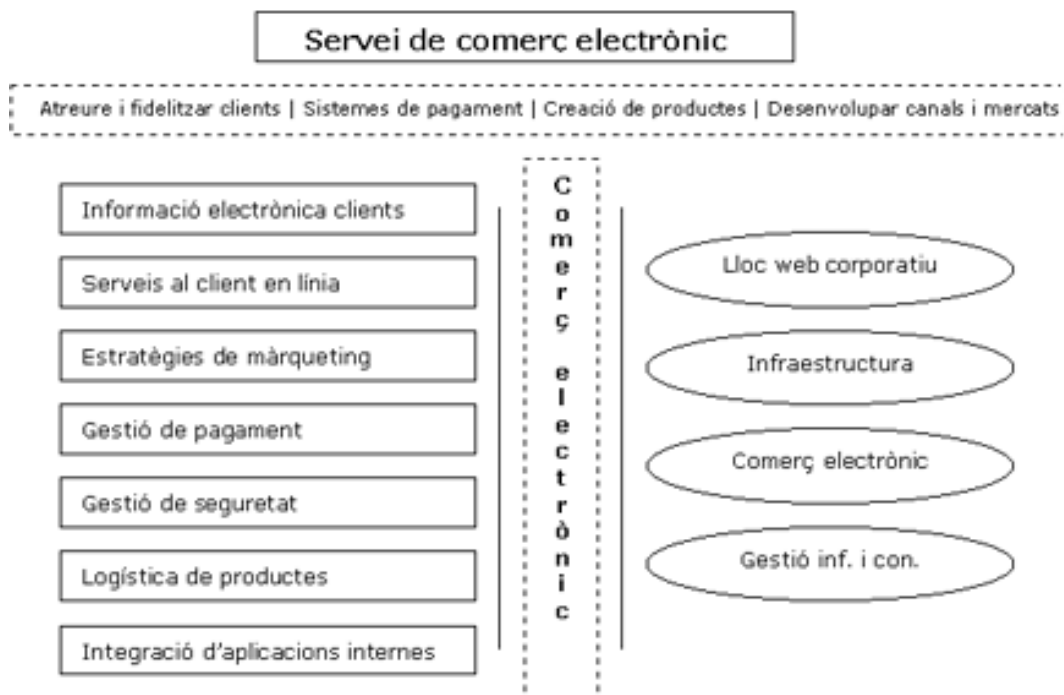 Servei de comerç electrònic
Atreure i fidelitzar clients | Sistemes de pagament | Creació de productes | Desenvolupar canals i mercats
Informació electrònica clients
Serveis al client en línia
Estratègies de màrqueting
Gestió de pagament
Gestió de seguretat
Logística de productes
Integració d'aplicacions internes
Comerç electrònic
Lloc web corporatiu
Infraestructura
Comerç electrònic
Gestió inf. i con.